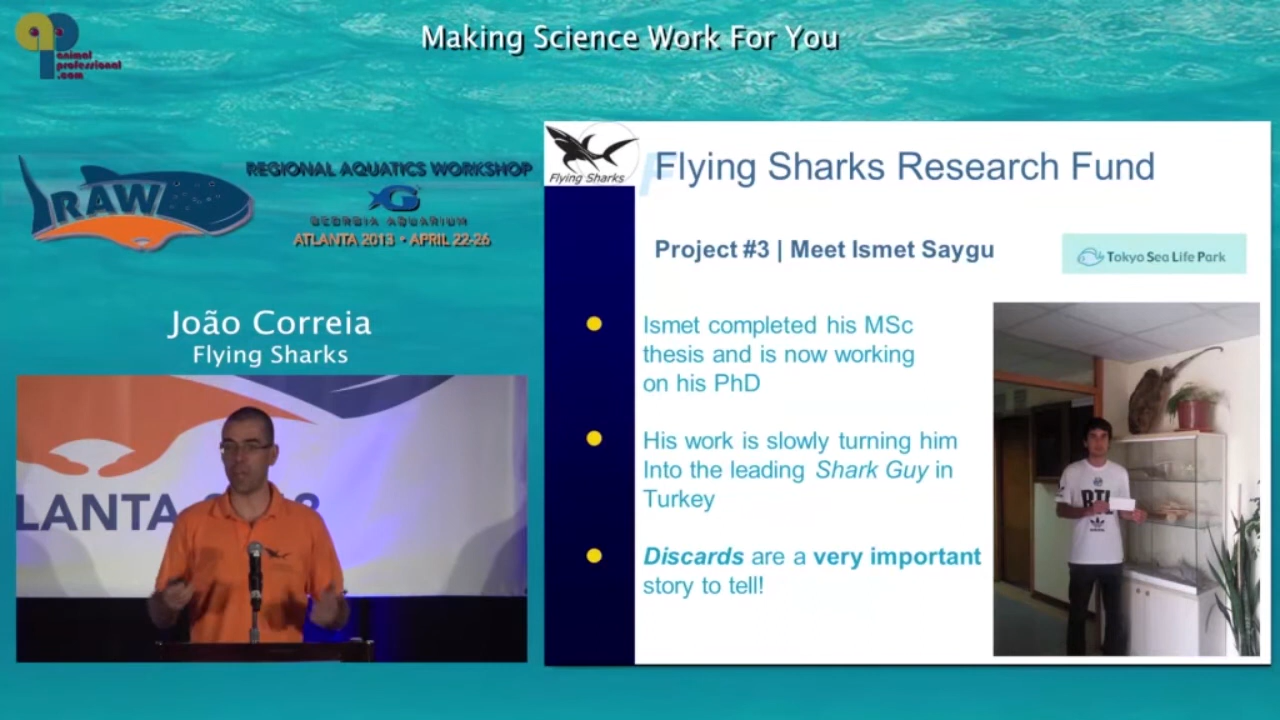 Making Science Work For You
ap
animal
professional
.com
RAW
REGIONAL AQUATICS WORKSHOP
GEORGIA AQUARIUM
ATLANTA 2013 • APRIL 22-26
João Correia
Flying Sharks
LANTA
Flying Sharks
Flying Sharks Research Fund
Project #3 | Meet Ismet Saygu
Tokyo Sea Life Park
Ismet completed his MSc
thesis and is now working
on his PhD
His work is slowly turning him
Into the leading Shark Guy in
Turkey
Discards are a very important
story to tell!